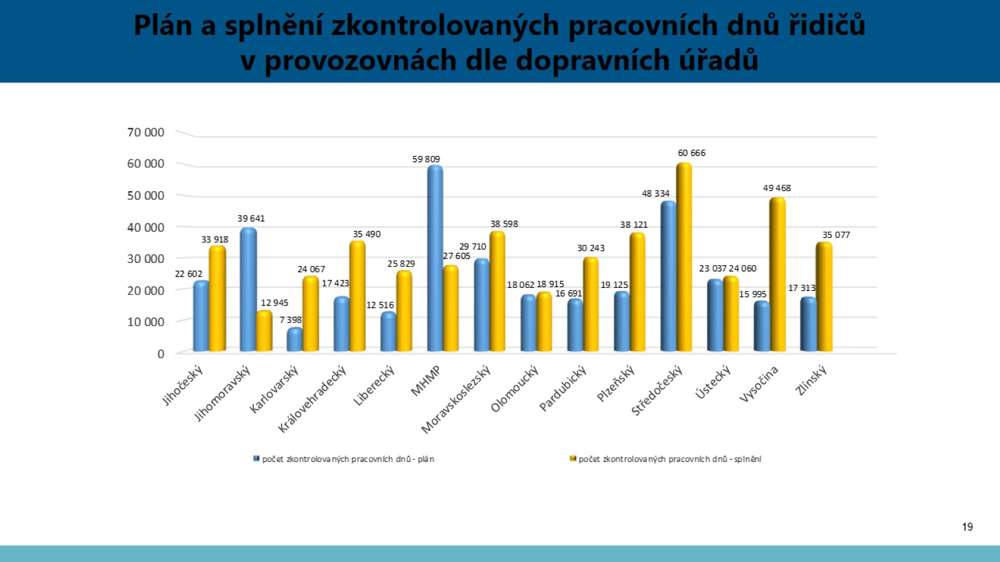 Plán a splnění zkontrolovaných pracovních dnů řidičů
v provozovnách dle dopravních úřadů
70 000
60 000
50 000
40 000
30 000
20 000
10 000
0
22 602
33 918
39 641
12 945
7 398
24 067
17 423
35 490
12 516
25 829
59 809
27 605
29 710
38 598
18 062
18 915
16 691
30 243
19 125
38 121
48 334
60 666
23 037
24 060
15 995
49 468
17 313
35 077
Jihočeský
Jihomoravský
Karlovarský
Královehradecký
Liberecký
MHMP
Moravskoslezský
Olomoucký
Pardubický
Plzeňský
Středočeský
Ústecký
Vysočina
Zlínský
počet zkontrolovaných pracovních dnů - plán
počet zkontrolovaných pracovních dnů - splnění
19